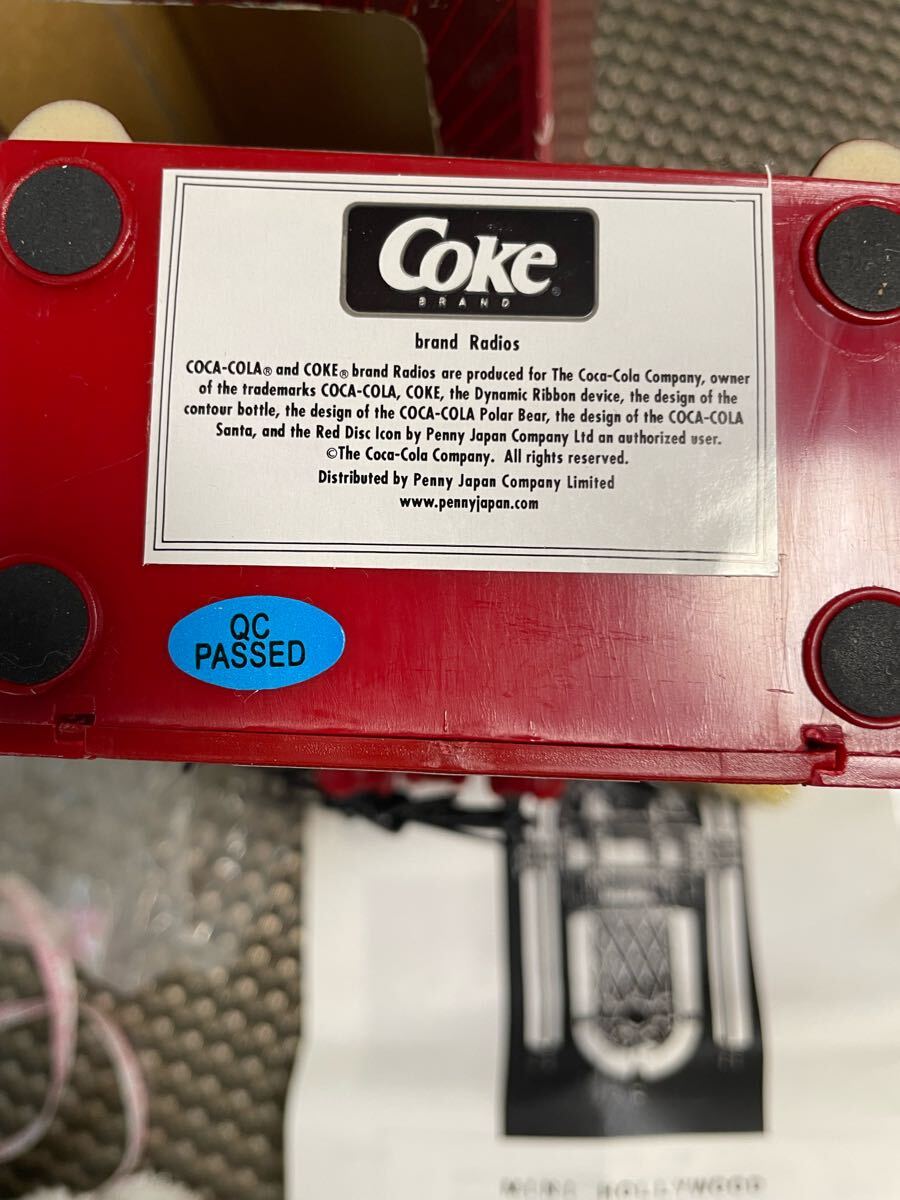 Coke®
BRAND
brand Radios
COCA-COLA® and COKE® brand Radios are produced for The Coca-Cola Company, owner
of the trademarks COCA-COLA, COKE, the Dynamic Ribbon device, the design of the
contour bottle, the design of the COCA-COLA Polar Bear, the design of the COCA-COLA
Santa, and the Red Disc Icon by Penny Japan Company Ltd an authorized user.
©The Coca-Cola Company. All rights reserved.
Distributed by Penny Japan Company Limited
www.pennyjapan.com
QC
PASSED
HOLLYWOOD